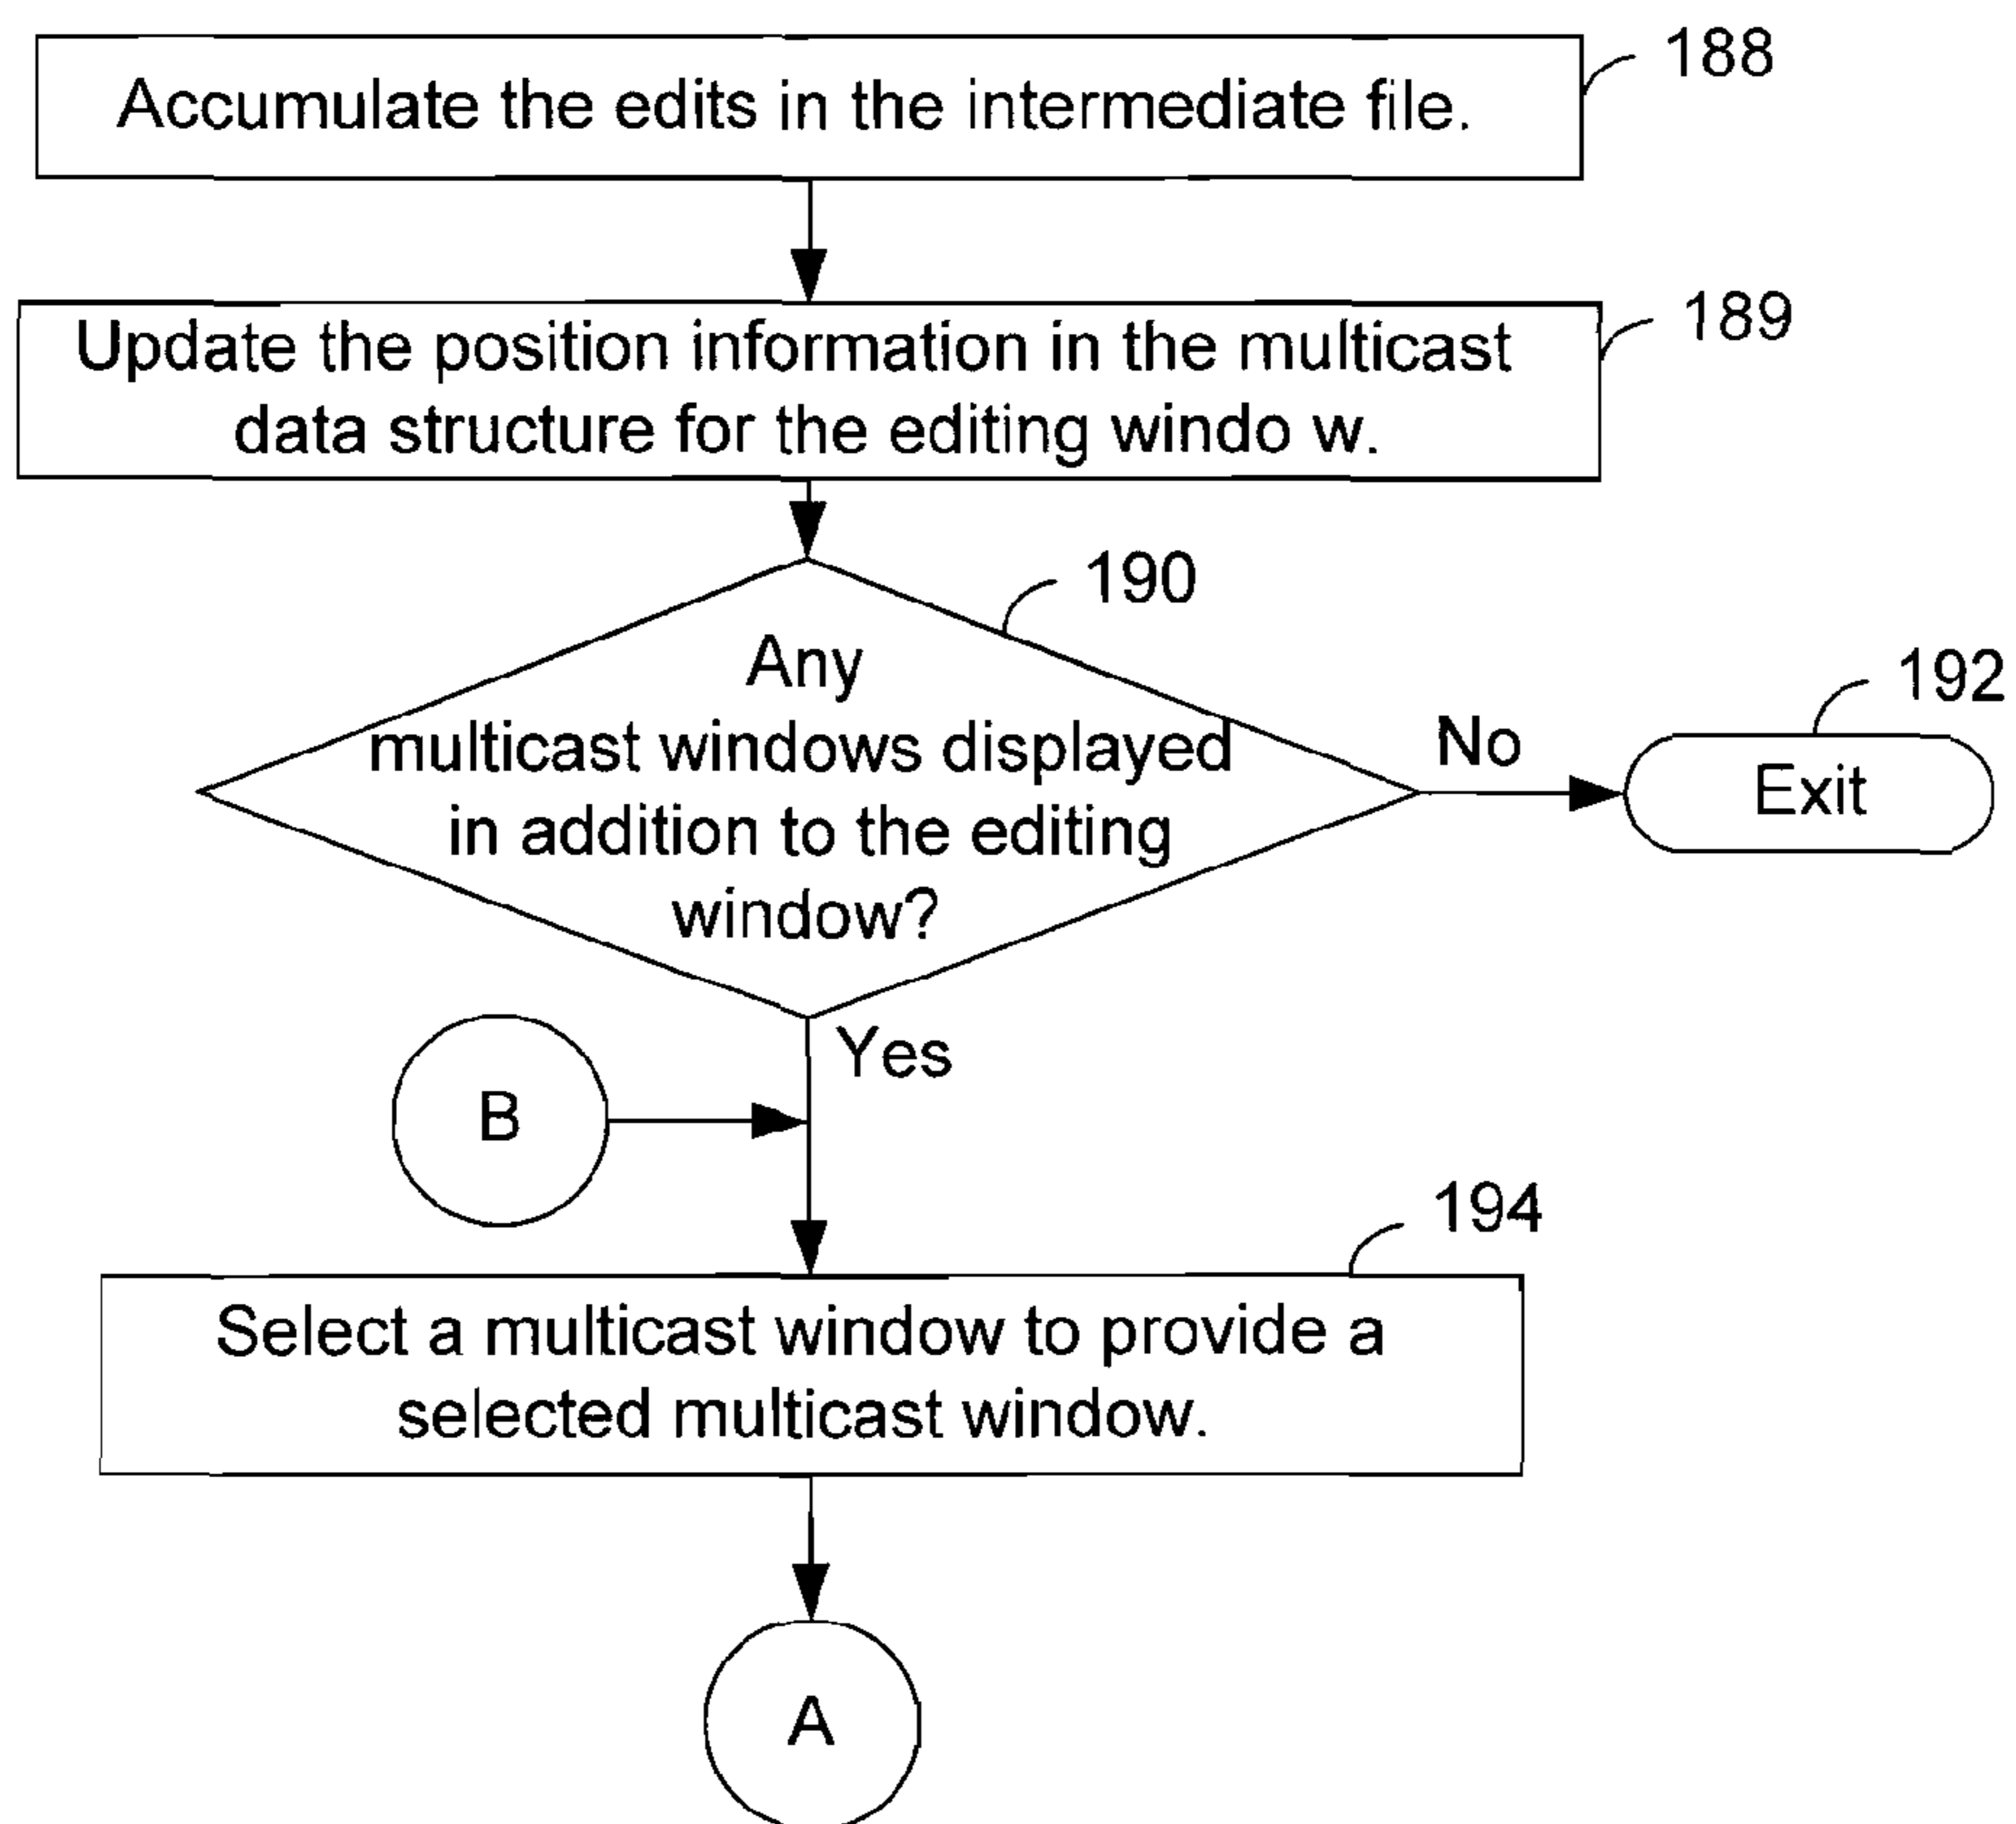 188
Accumulate the edits in the intermediate file.
189
Update the position information in the multicast
data structure for the editing windo w.
190
Any
multicast windows displayed
in addition to the editing
window?
No
192
Exit
Yes
B
194
Select a multicast window to provide a
selected multicast window.
A